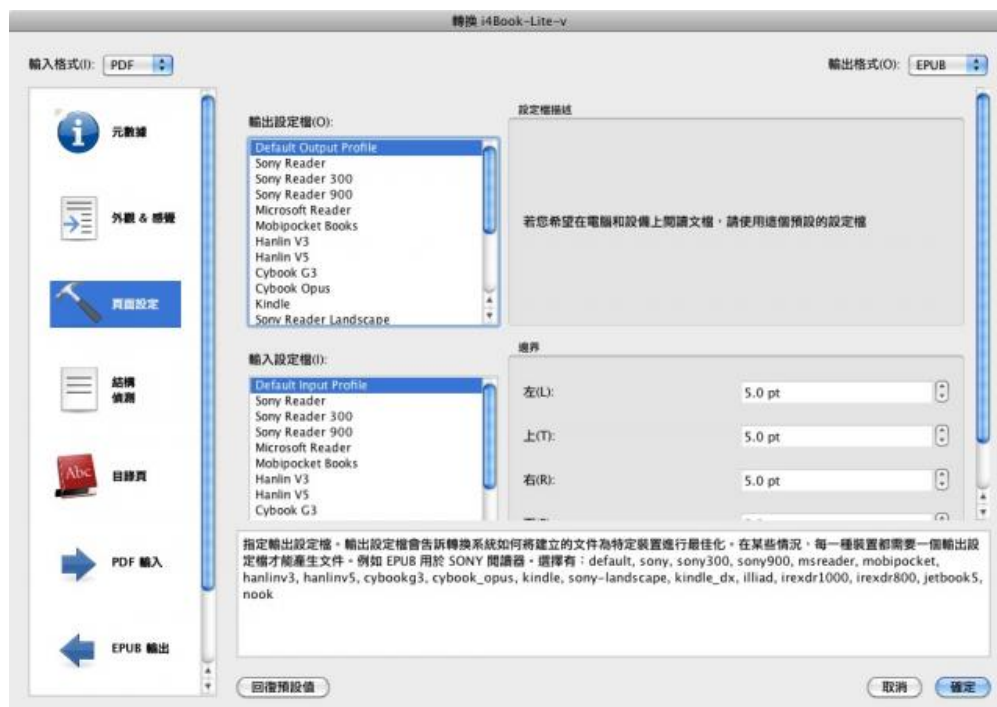 轉換 i4Book-Lite-v
輸入格式(I): PDF
輸出格式(O): EPUB
元數據
外觀 & 感覺
頁面設定
結構
偵測
目錄頁
PDF 輸入
EPUB 輸出
輸出設定檔(O):
Default Output Profile
Sony Reader
Sony Reader 300
Sony Reader 900
Microsoft Reader
Mobipocket Books
Hanlin V3
Hanlin V5
Cybook G3
Cybook Opus
Kindle
Sony Reader Landscape
設定檔描述
若您希望在電腦和設備上閱讀文檔，請使用這個預設的設定檔
輸入設定檔(I):
Default Input Profile
Sony Reader
Sony Reader 300
Sony Reader 900
Microsoft Reader
Mobipocket Books
Hanlin V3
Hanlin V5
Cybook G3
邊界
左(L): 5.0 pt
上(T): 5.0 pt
右(R): 5.0 pt
指定輸出設定檔。輸出設定檔會告訴轉換系統如何將建立的文件為特定裝置進行最佳化。在某些情況，每一種裝置都需要一個輸出設
定檔才能產生文件。例如 EPUB 用於 SONY 閱讀器。選擇有：default, sony, sony300, sony900, msreader, mobipocket,
hanlinv3, hanlinv5, cybookg3, cybook_opus, kindle, sony-landscape, kindle_dx, illiad, irexdr1000, irexdr800, jetbook5,
nook
回復預設值
取消
確定